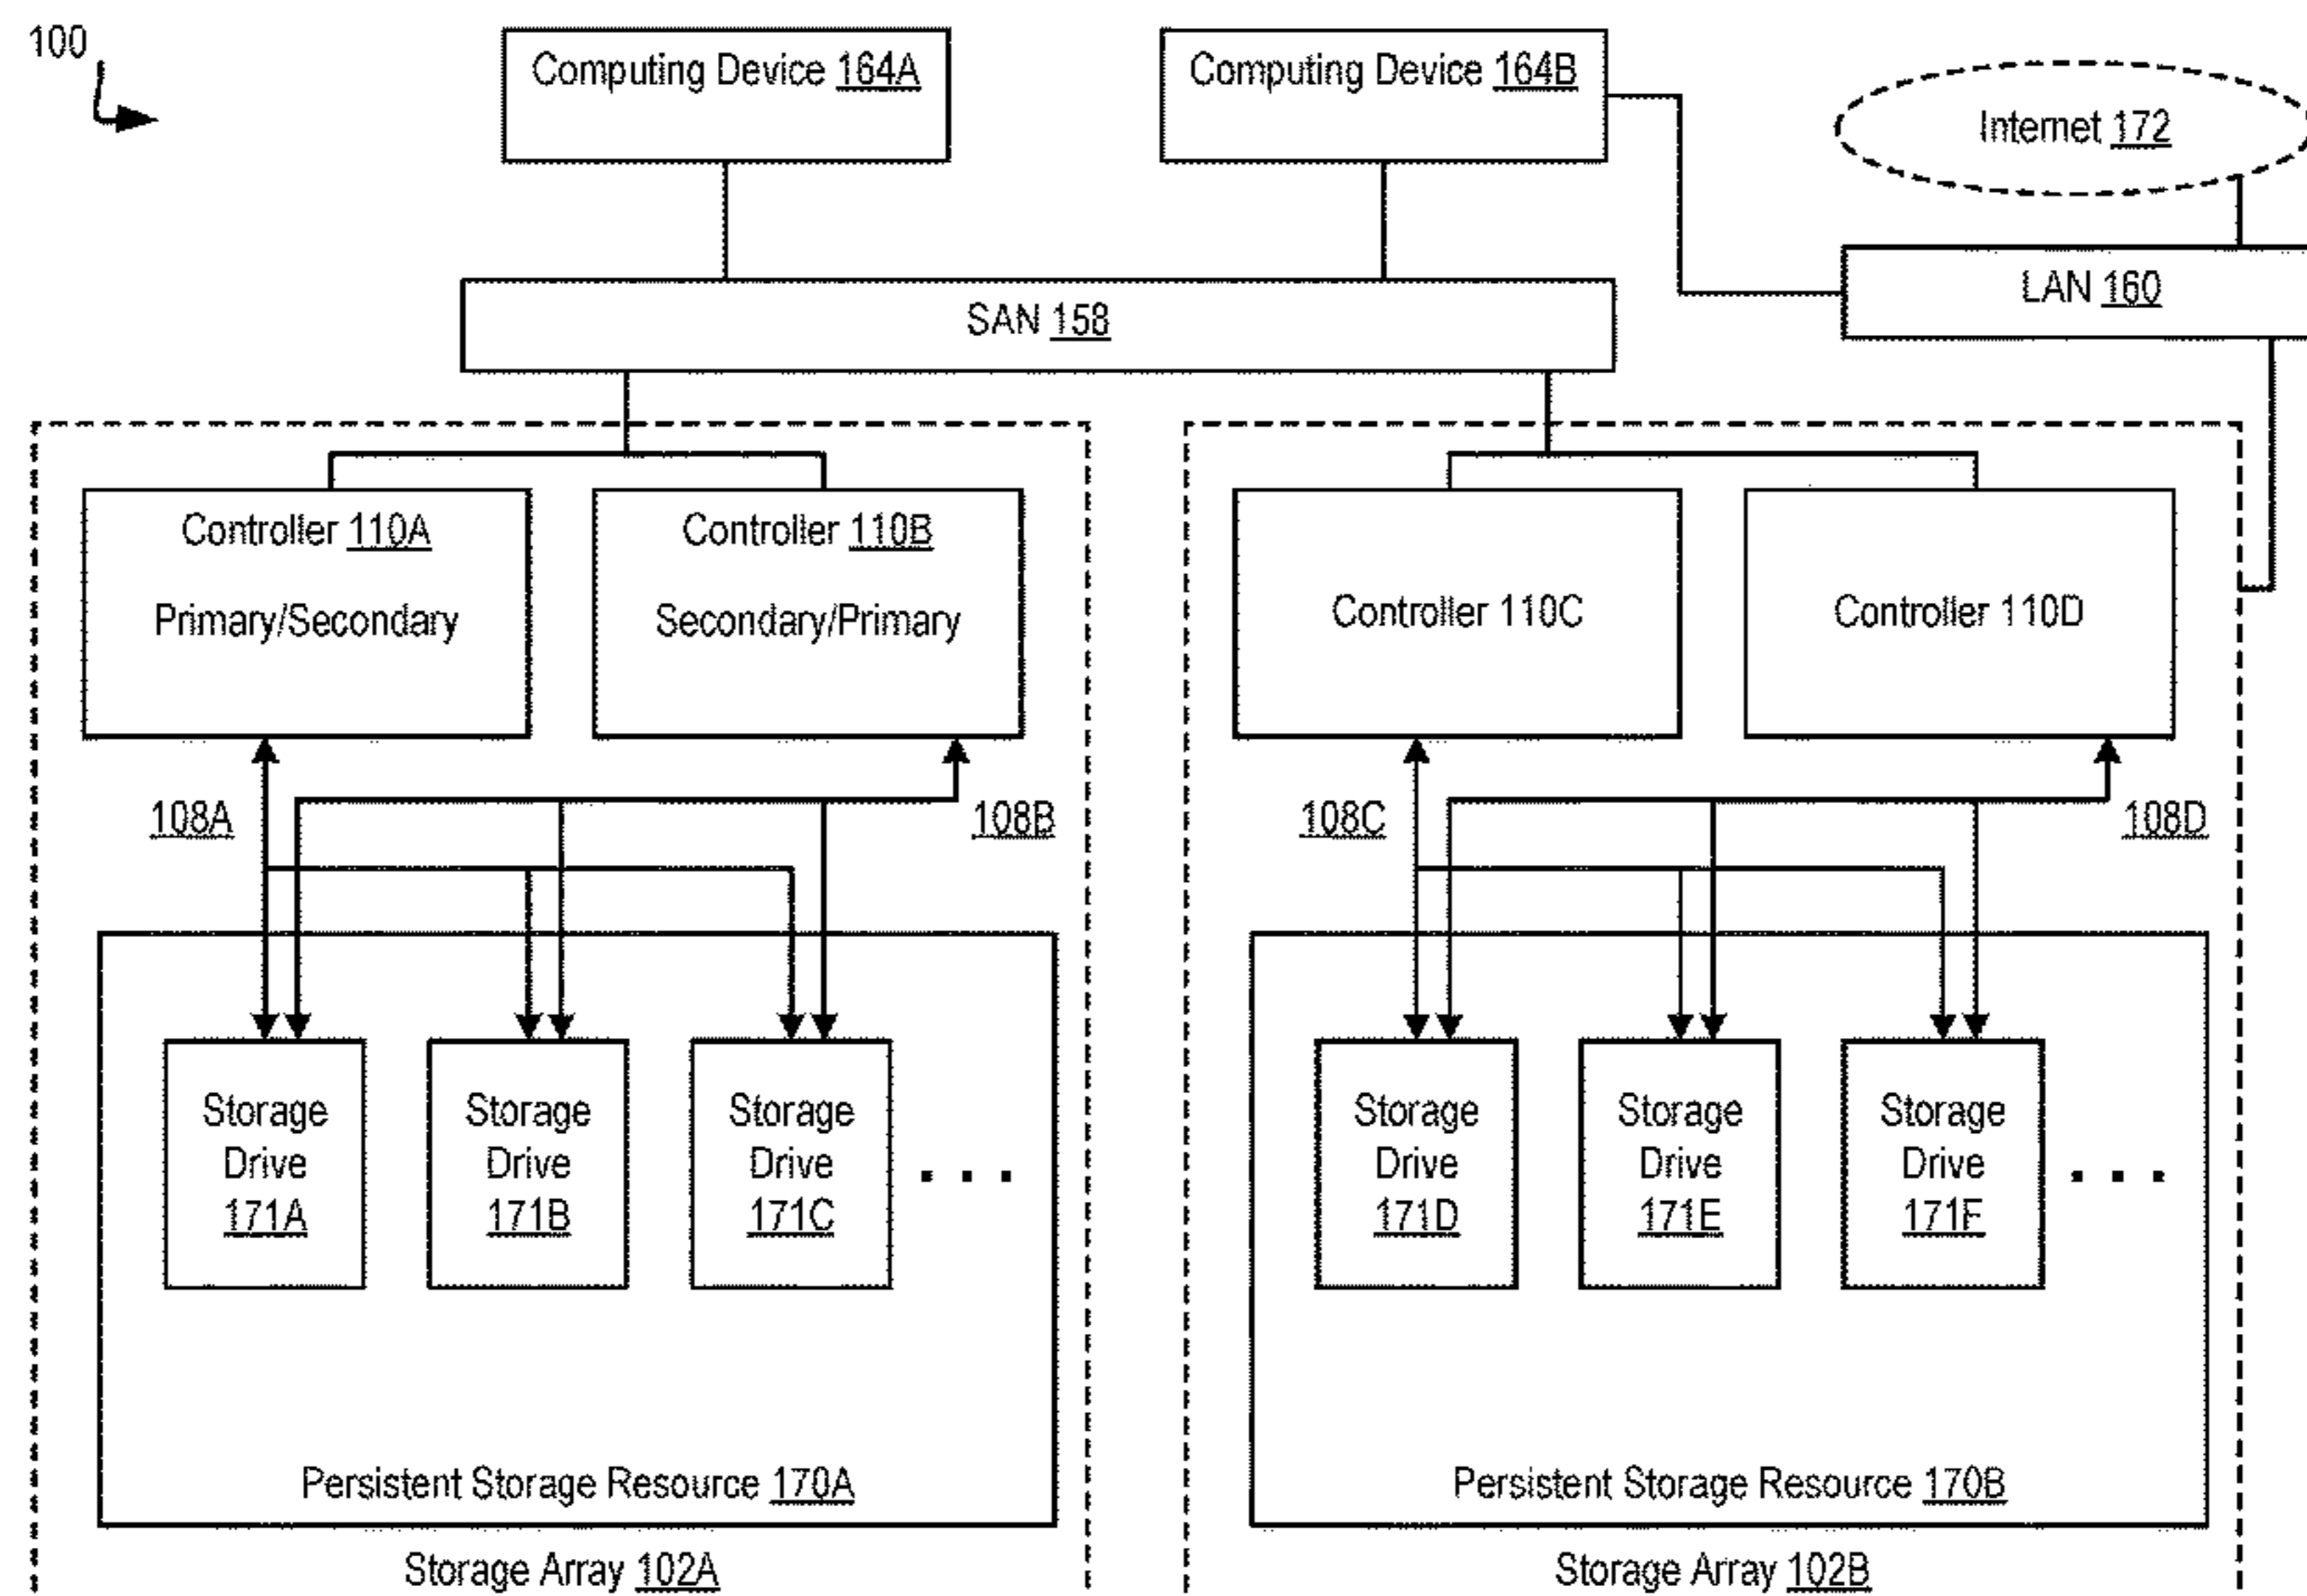 100
Computing Device 164A
Computing Device 164B
Internet 172
LAN 160
SAN 158
Controller 110A
Primary/Secondary
Controller 110B
Secondary/Primary
Controller 110C
Controller 110D
108A
108B
108C
108D
Storage
Drive
171A
Storage
Drive
171B
Storage
Drive
171C
. . .
Storage
Drive
171D
Storage
Drive
171E
Storage
Drive
171F
. . .
Persistent Storage Resource 170A
Persistent Storage Resource 170B
Storage Array 102A
Storage Array 102B